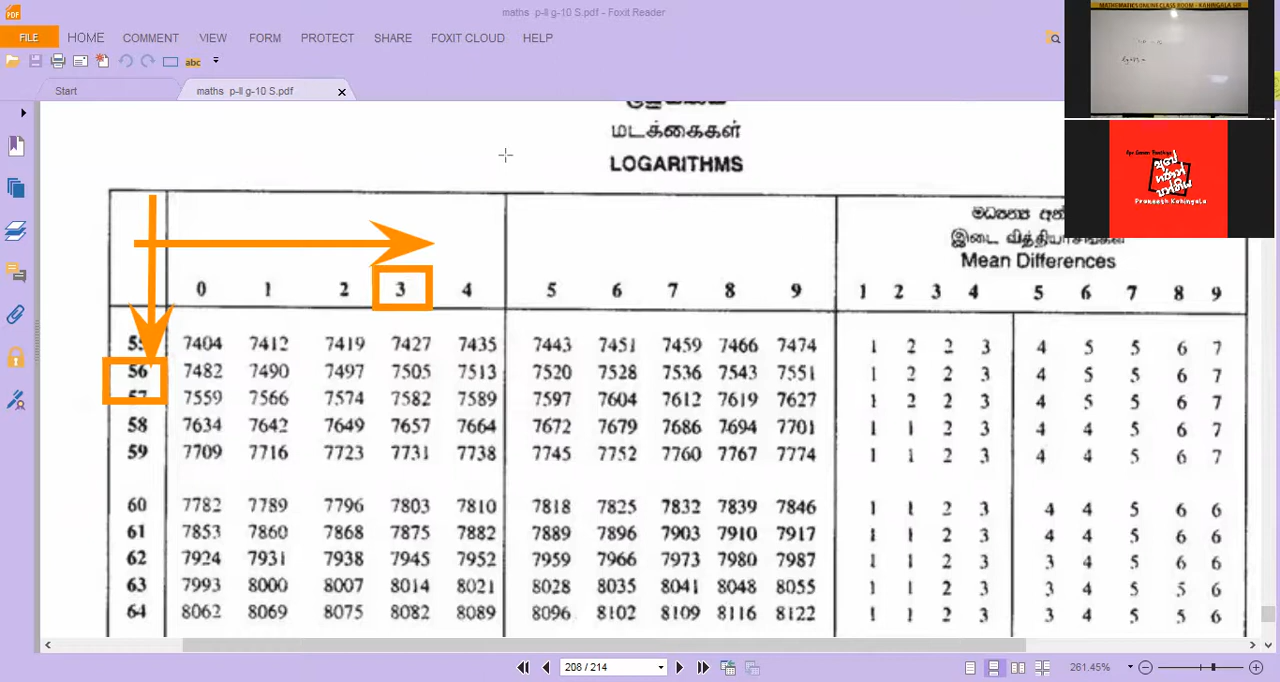 PDF
maths p-ll g-10 S.pdf - Foxit Reader
FILE HOME COMMENT VIEW FORM PROTECT SHARE FOXIT CLOUD HELP
abc
Start maths p-ll g-10 S.pdf
MATHEMATICS ONLINE CLASS ROOM - KAHINGALA SIR
Prameeth Kahingala
மடக்கைகள்
LOGARITHMS
இடை வித்தியாசங்கள்
Mean Differences
0 1 2 3 4 5 6 7 8 9 1 2 3 4 5 6 7 8 9
55 7404 7412 7419 7427 7435 7443 7451 7459 7466 7474 1 2 2 3 4 5 5 6 7
56 7482 7490 7497 7505 7513 7520 7528 7536 7543 7551 1 2 2 3 4 5 5 6 7
57 7559 7566 7574 7582 7589 7597 7604 7612 7619 7627 1 2 2 3 4 5 5 6 7
58 7634 7642 7649 7657 7664 7672 7679 7686 7694 7701 1 1 2 3 4 4 5 6 7
59 7709 7716 7723 7731 7738 7745 7752 7760 7767 7774 1 1 2 3 4 4 5 6 7
60 7782 7789 7796 7803 7810 7818 7825 7832 7839 7846 1 1 2 3 4 4 5 6 6
61 7853 7860 7868 7875 7882 7889 7896 7903 7910 7917 1 1 2 3 4 4 5 6 6
62 7924 7931 7938 7945 7952 7959 7966 7973 7980 7987 1 1 2 3 3 4 5 6 6
63 7993 8000 8007 8014 8021 8028 8035 8041 8048 8055 1 1 2 3 3 4 5 5 6
64 8062 8069 8075 8082 8089 8096 8102 8109 8116 8122 1 1 2 3 3 4 5 5 6
208 / 214
261.45%